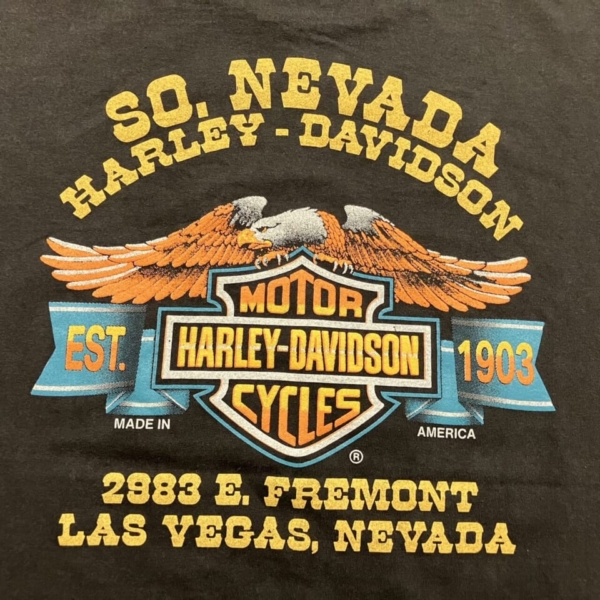 SO. NEVADA
HARLEY-DAVIDSON
MOTOR
HARLEY-DAVIDSON
CYCLES
EST. 1903
MADE IN AMERICA
®
2983 E. FREMONT
LAS VEGAS, NEVADA